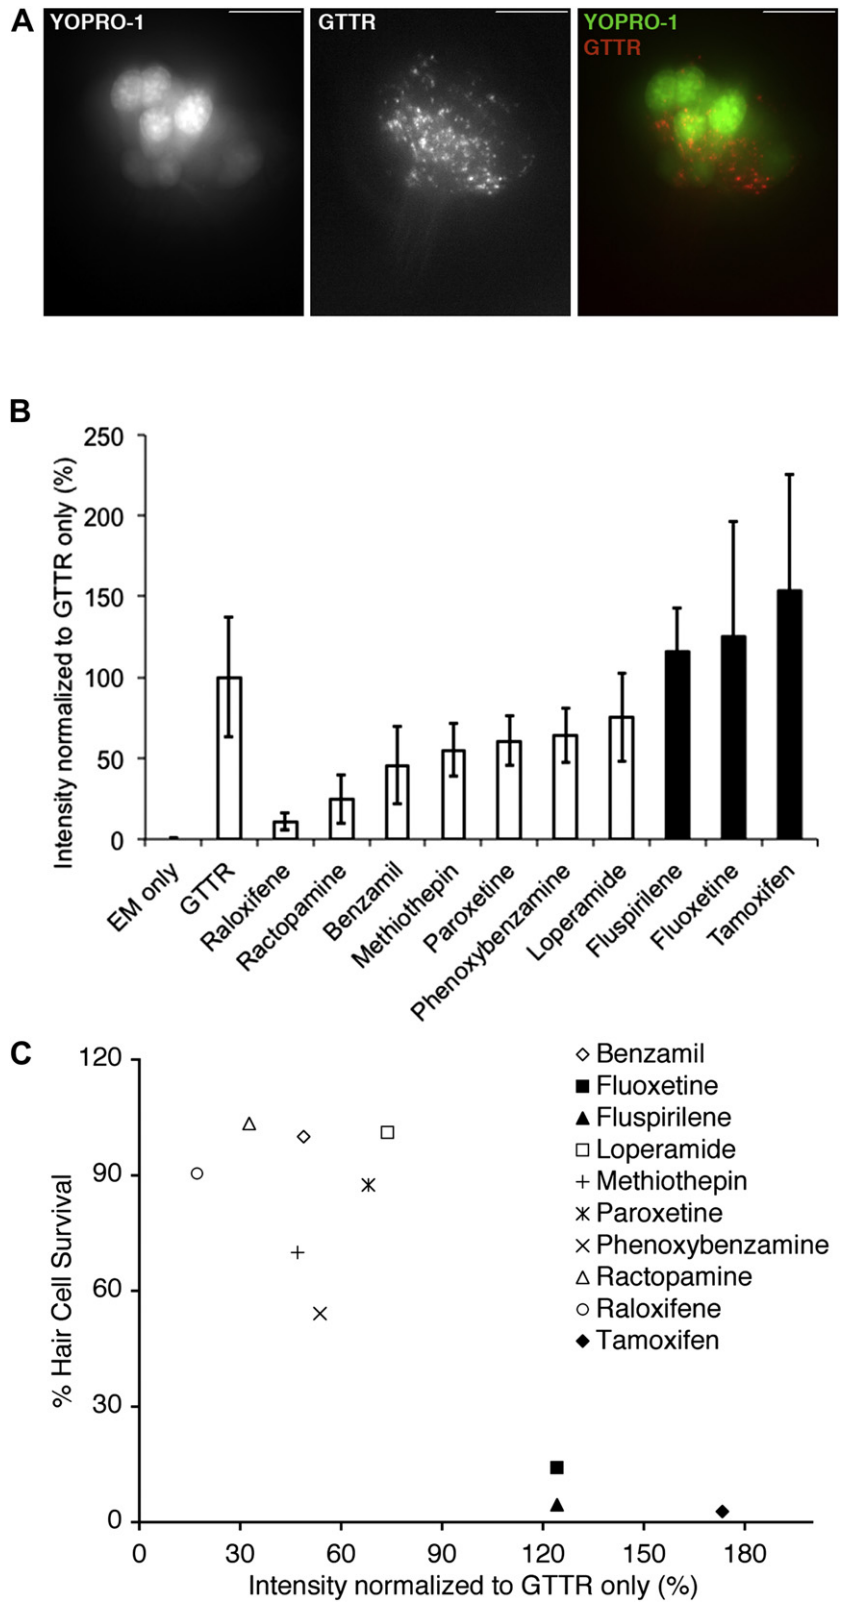 A
YOPRO-1
GTTR
YOPRO-1
GTTR
B
Intensity normalized to GTTR only (%)
250
200
150
100
50
0
EM only
GTTR
Raloxifene
Ractopamine
Benzamil
Methiothepin
Paroxetine
Phenoxybenzamine
Loperamide
Fluspirilene
Fluoxetine
Tamoxifen
C
% Hair Cell Survival
120
90
60
30
0
0 30 60 90 120 150 180
Intensity normalized to GTTR only (%)
Benzamil
Fluoxetine
Fluspirilene
Loperamide
Methiothepin
Paroxetine
Phenoxybenzamine
Ractopamine
Raloxifene
Tamoxifen